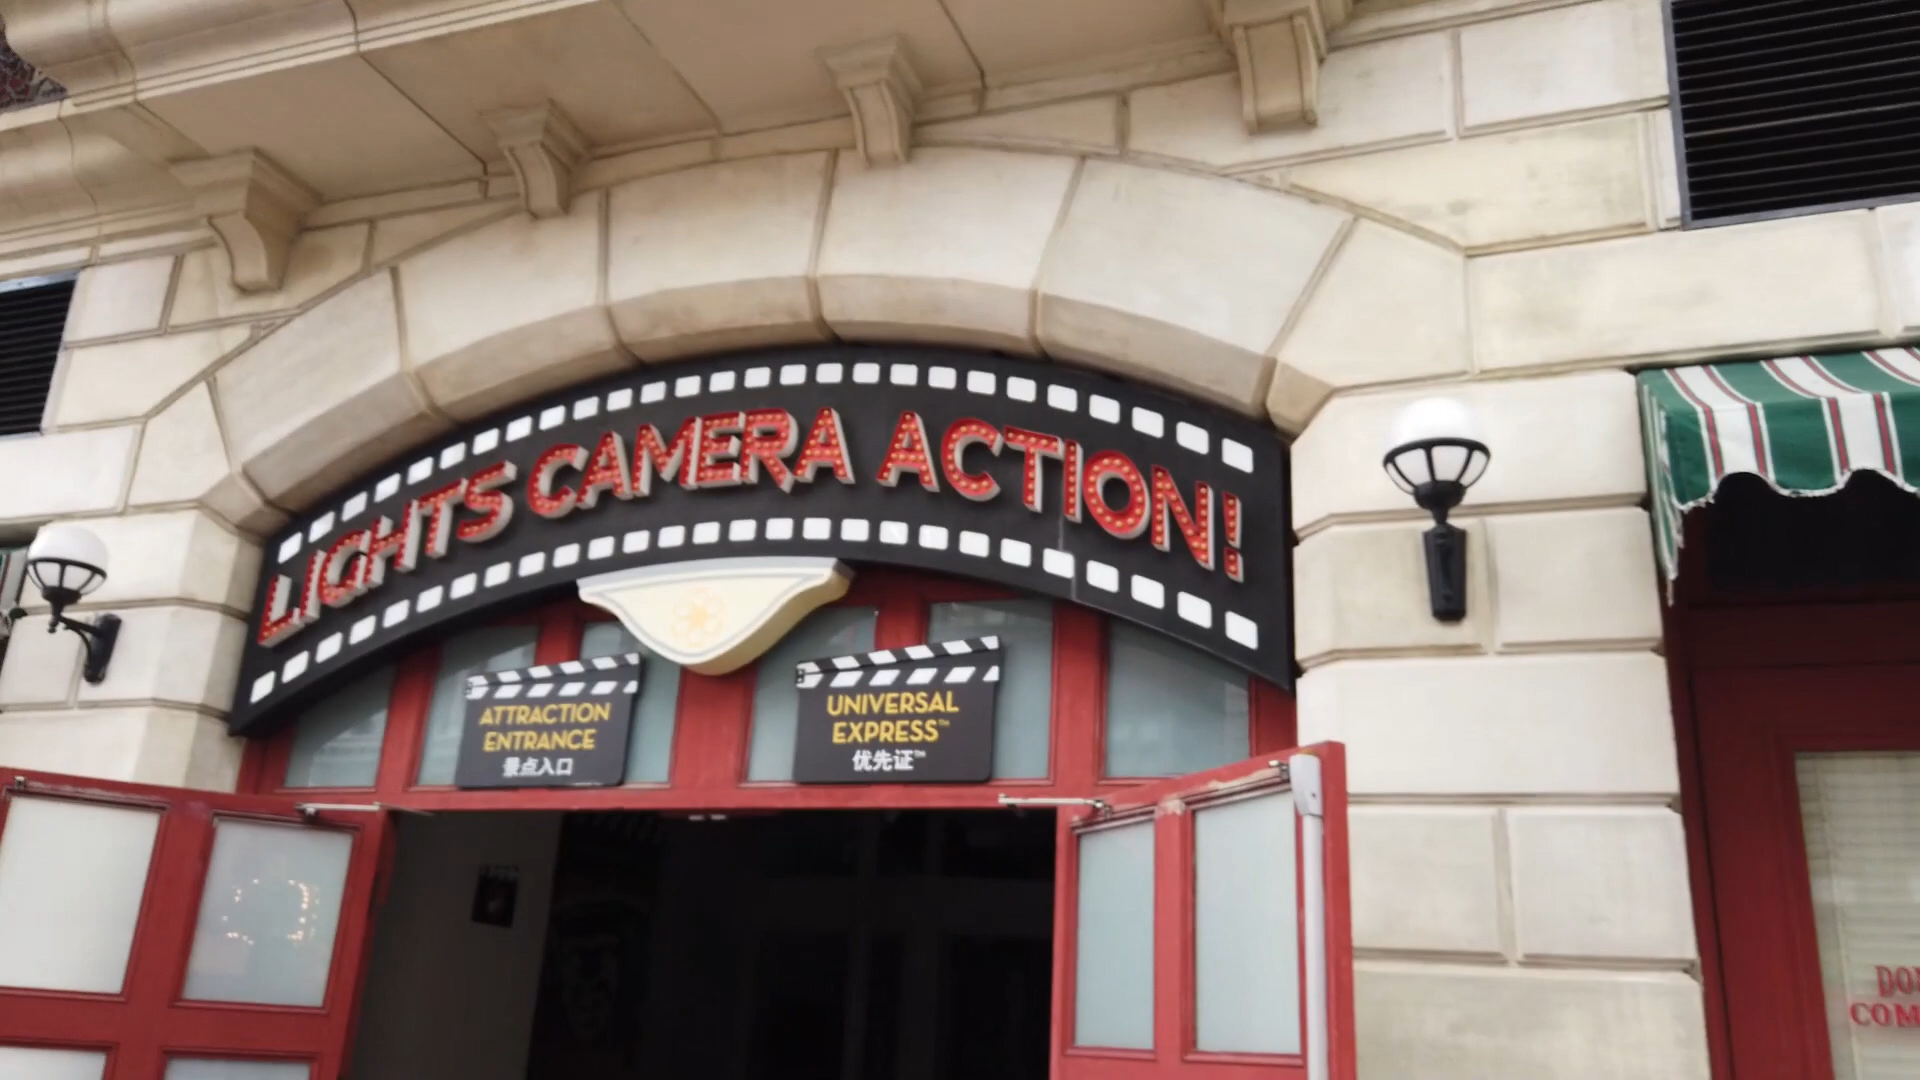 LIGHTS CAMERA ACTION!
ATTRACTION
ENTRANCE
景点入口
UNIVERSAL
EXPRESS™
优先证™